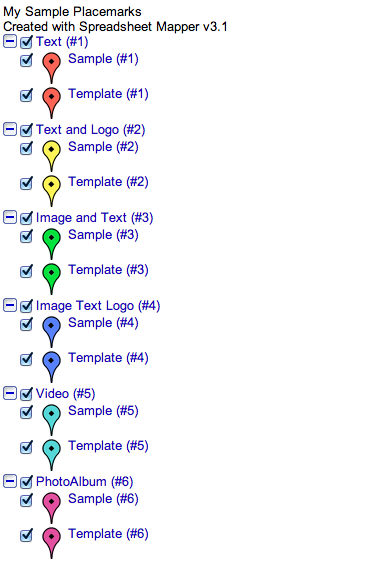 My Sample Placemarks
Created with Spreadsheet Mapper v3.1
Text (#1)
Sample (#1)
Template (#1)
Text and Logo (#2)
Sample (#2)
Template (#2)
Image and Text (#3)
Sample (#3)
Template (#3)
Image Text Logo (#4)
Sample (#4)
Template (#4)
Video (#5)
Sample (#5)
Template (#5)
PhotoAlbum (#6)
Sample (#6)
Template (#6)